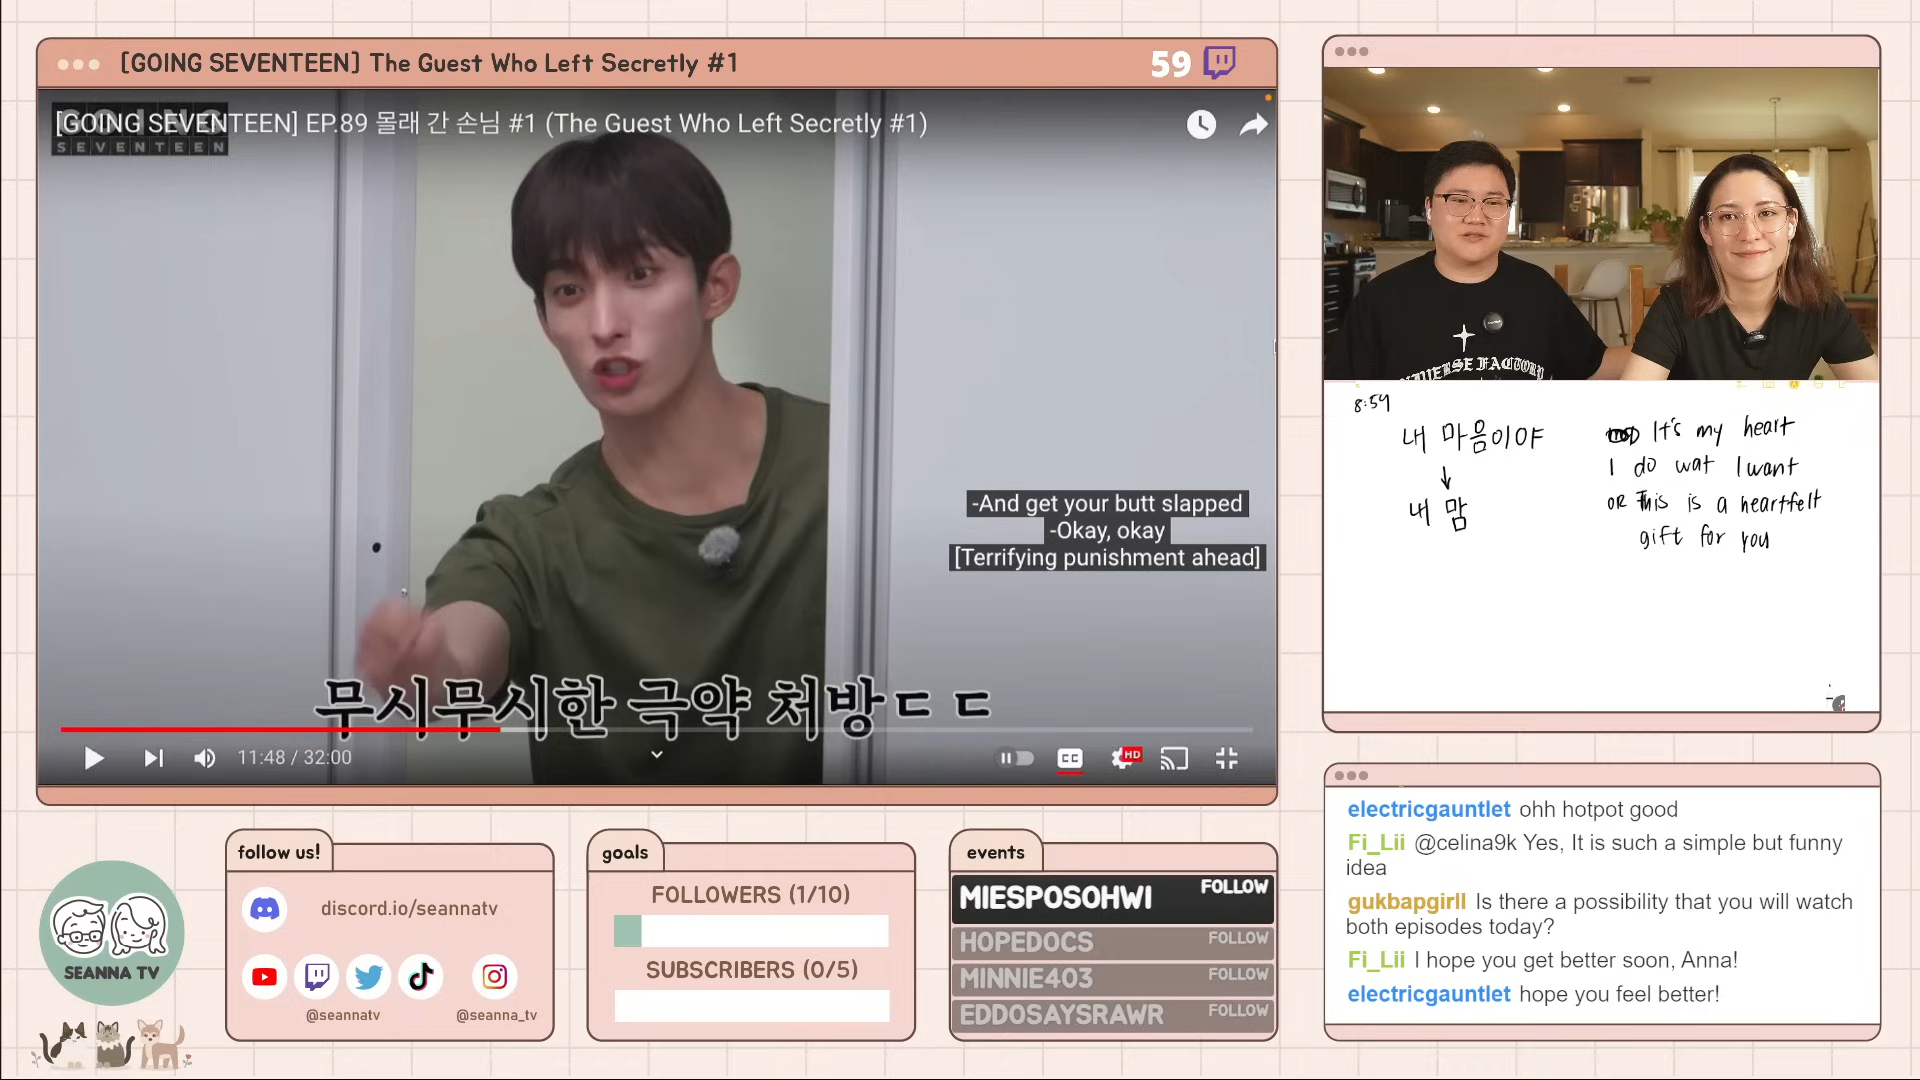 [GOING SEVENTEEN] The Guest Who Left Secretly #1
59
GOING
SEVENTEEN
[GOING SEVENTEEN] EP.89 몰래 간 손님 #1 (The Guest Who Left Secretly #1)
-And get your butt slapped
-Okay, okay
[Terrifying punishment ahead]
무시무시한 극약 처방ㄷㄷ
11:48 / 32:00
CC
HD
UNIVERSE FACTORY
8:59
내 마음이야
↓
내 맘
It's my heart
I do wat I want
OR This is a heartfelt
gift for you
electricgauntlet ohh hotpot good
Fi_Lii @celina9k Yes, It is such a simple but funny
idea
gukbapgirll Is there a possibility that you will watch
both episodes today?
Fi_Lii I hope you get better soon, Anna!
electricgauntlet hope you feel better!
SEANNA TV
follow us!
discord.io/seannatv
@seannatv
@seanna_tv
goals
FOLLOWERS (1/10)
SUBSCRIBERS (0/5)
events
MIESPOSOHWI FOLLOW
HOPEDOCS FOLLOW
MINNIE403 FOLLOW
EDDOSAYSRAWR FOLLOW